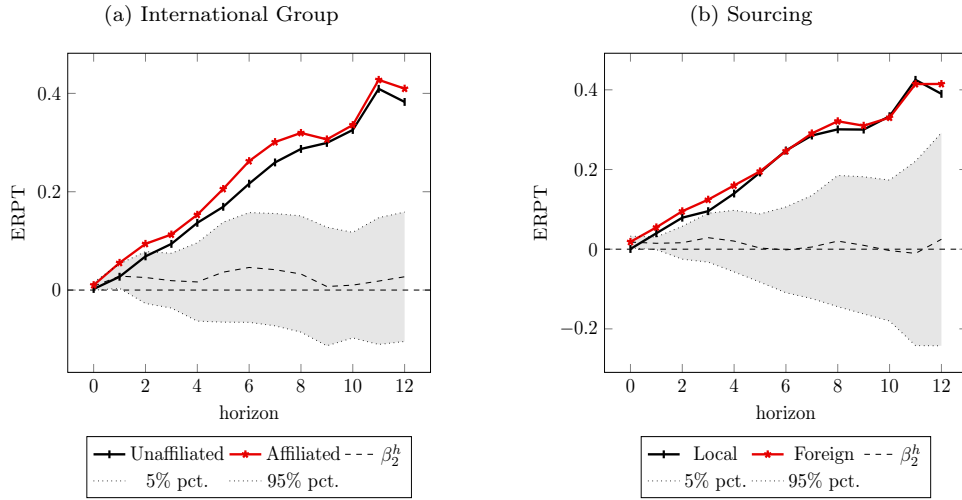 (a) International Group
ERPT
0.4
0.2
0
0 2 4 6 8 10 12
horizon
Unaffiliated Affiliated β₂ʰ
5% pct. 95% pct.
(b) Sourcing
ERPT
0.4
0.2
0
−0.2
0 2 4 6 8 10 12
horizon
Local Foreign β₂ʰ
5% pct. 95% pct.